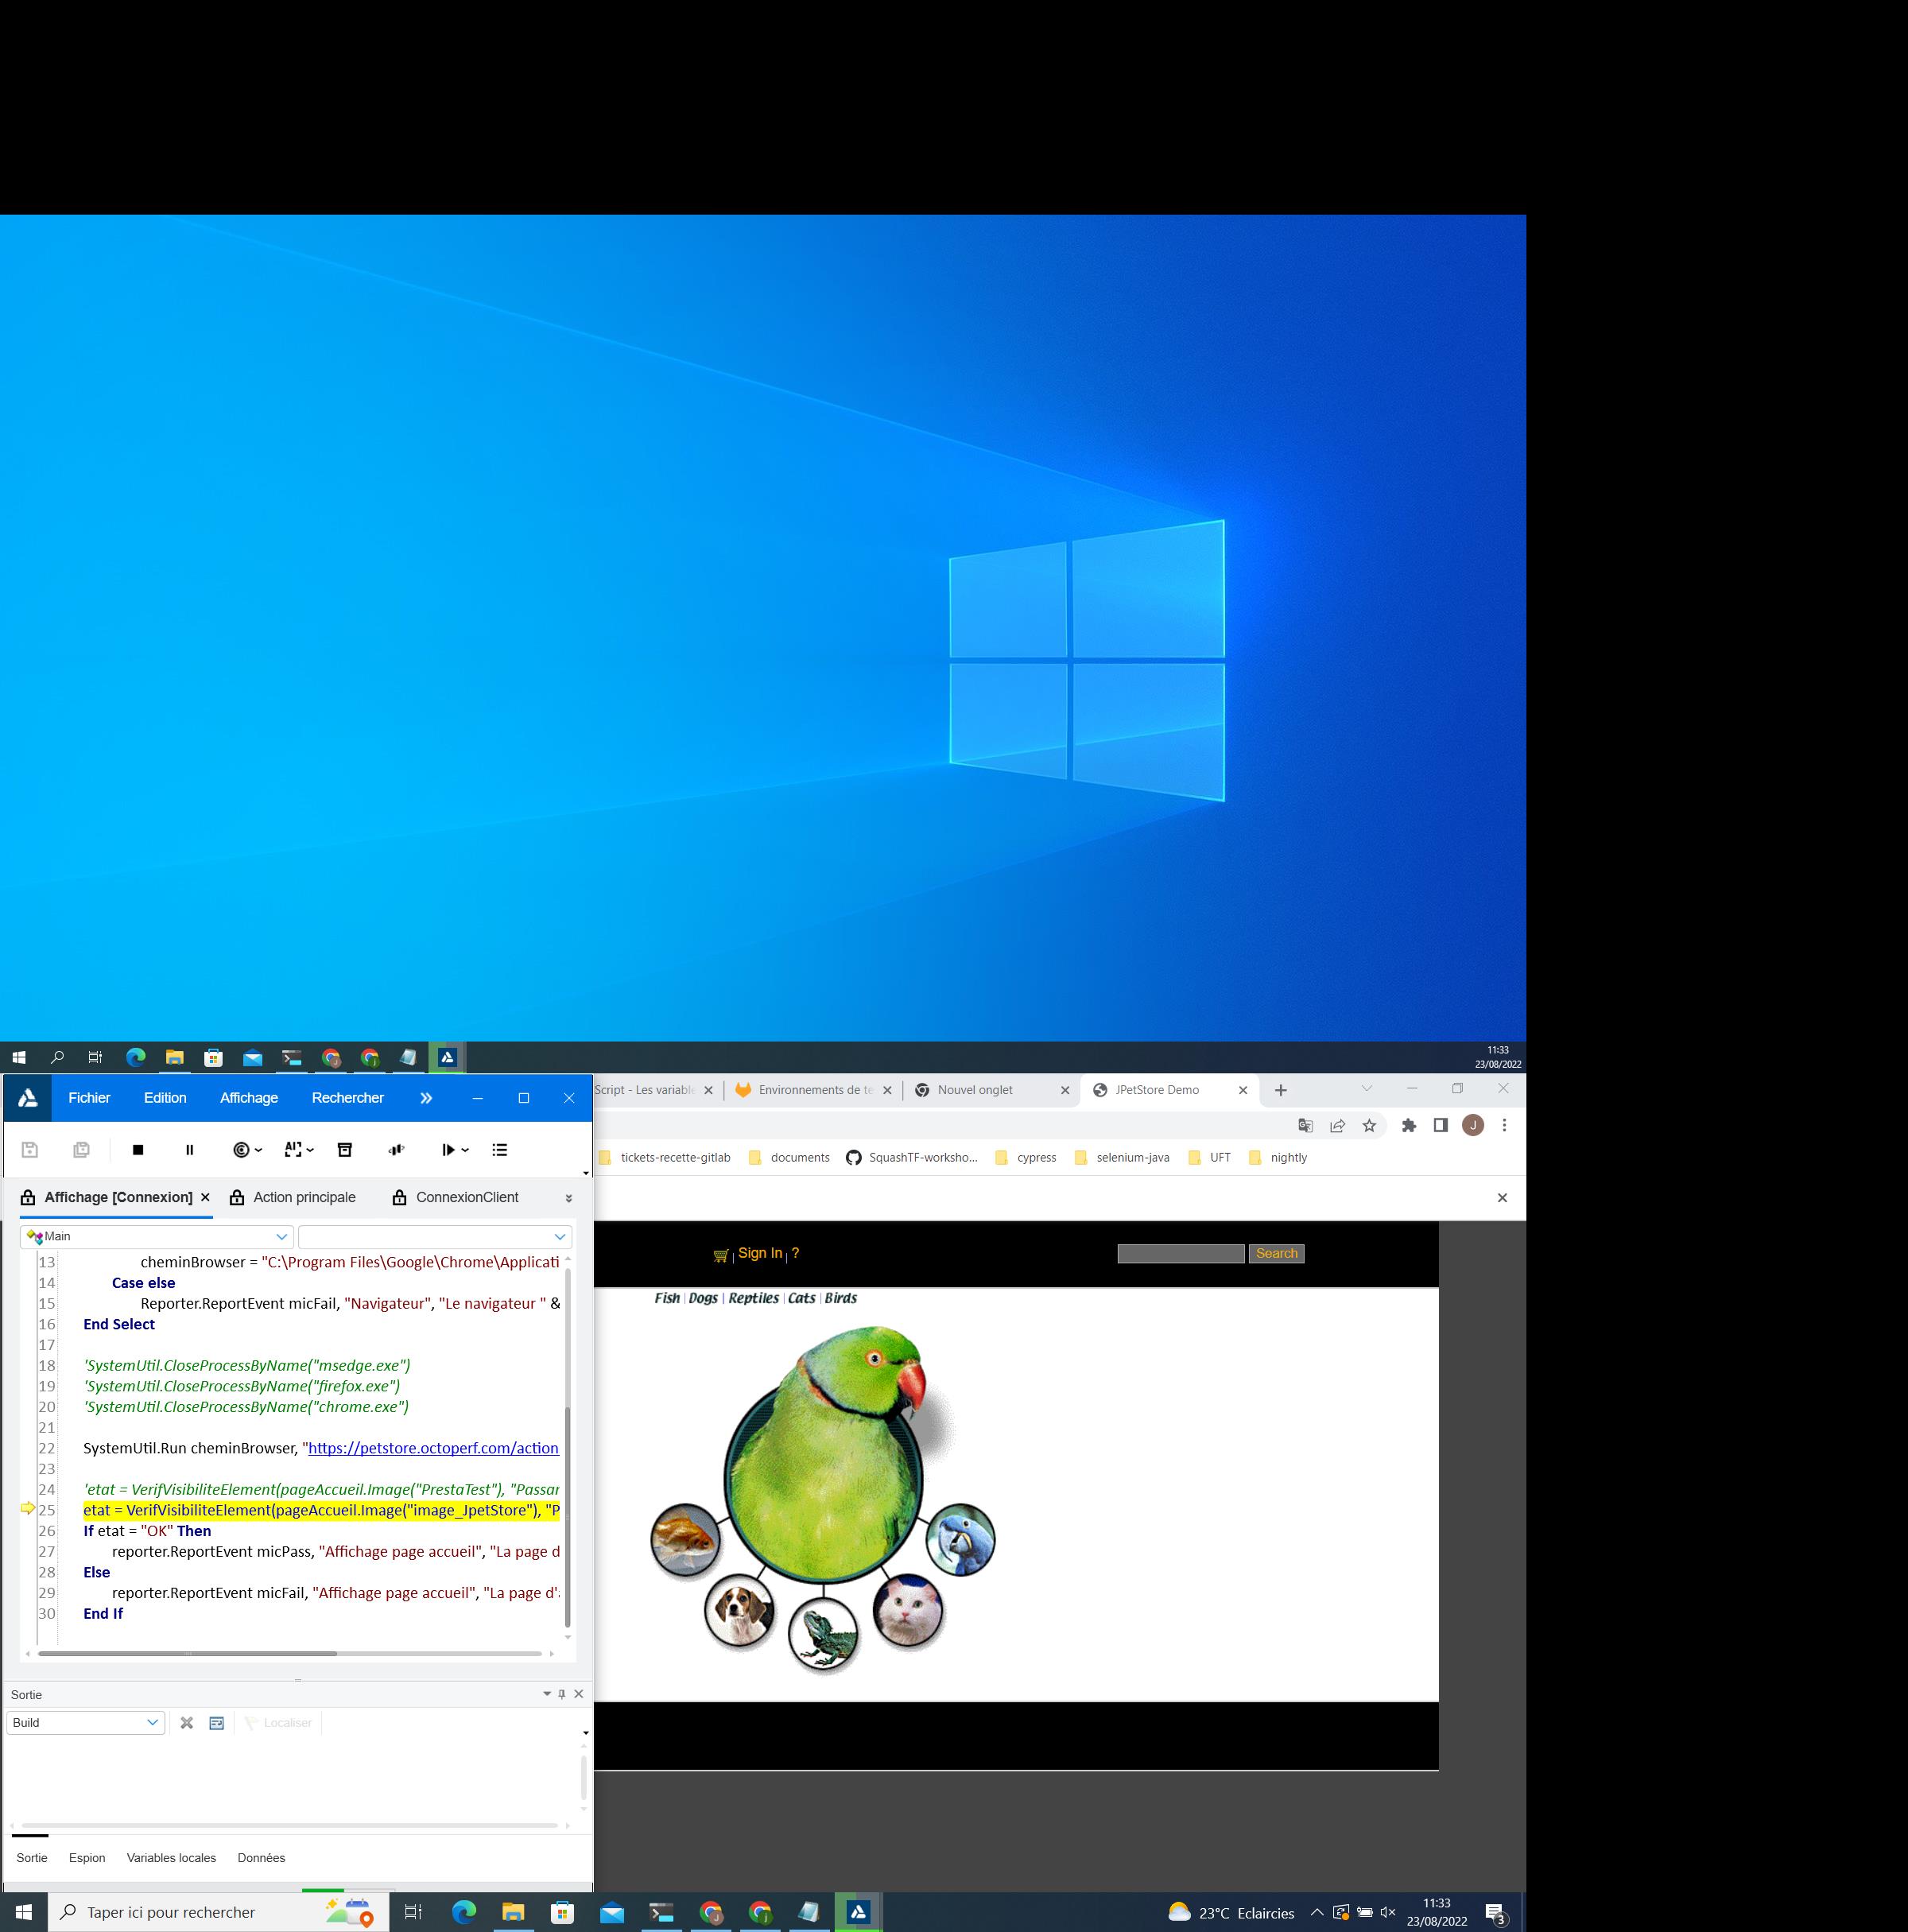 11:33
23/08/2022
Fichier Edition Affichage Rechercher
Script - Les variable Environnements de te Nouvel onglet JPetStore Demo
J
tickets-recette-gitlab documents SquashTF-worksho... cypress selenium-java UFT nightly
Affichage [Connexion] Action principale ConnexionClient
Main
Sign In ? Search
Fish Dogs Reptiles Cats Birds
13 cheminBrowser = "C:\Program Files\Google\Chrome\Applicati
14 Case else
15 Reporter.ReportEvent micFail, "Navigateur", "Le navigateur " &
16 End Select
17
18 'SystemUtil.CloseProcessByName("msedge.exe")
19 'SystemUtil.CloseProcessByName("firefox.exe")
20 'SystemUtil.CloseProcessByName("chrome.exe")
21
22 SystemUtil.Run cheminBrowser, "https://petstore.octoperf.com/action
23
24 'etat = VerifVisibiliteElement(pageAccueil.Image("PrestaTest"), "Passar
25 etat = VerifVisibiliteElement(pageAccueil.Image("image_JpetStore"), "P
26 If etat = "OK" Then
27 reporter.ReportEvent micPass, "Affichage page accueil", "La page d
28 Else
29 reporter.ReportEvent micFail, "Affichage page accueil", "La page d'
30 End If
Sortie
Build Localiser
Sortie Espion Variables locales Données
Taper ici pour rechercher
23°C Eclaircies
11:33
23/08/2022
3